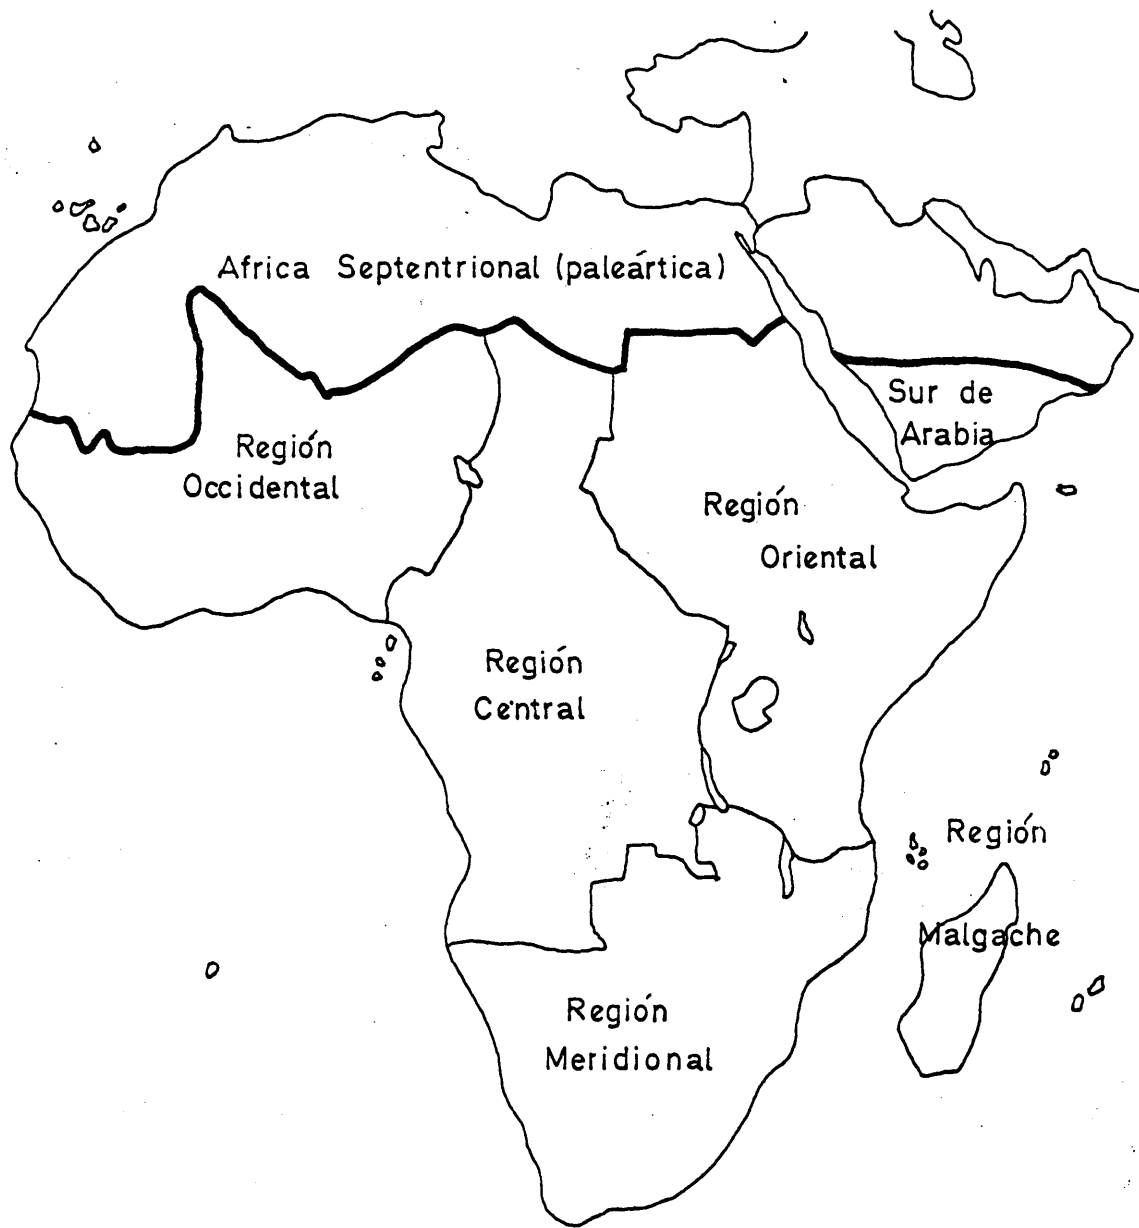 Africa Septentrional (paleártica)
Sur de
Arabia
Región
Occidental
Región
Oriental
Región
Central
Región
Malgache
Región
Meridional